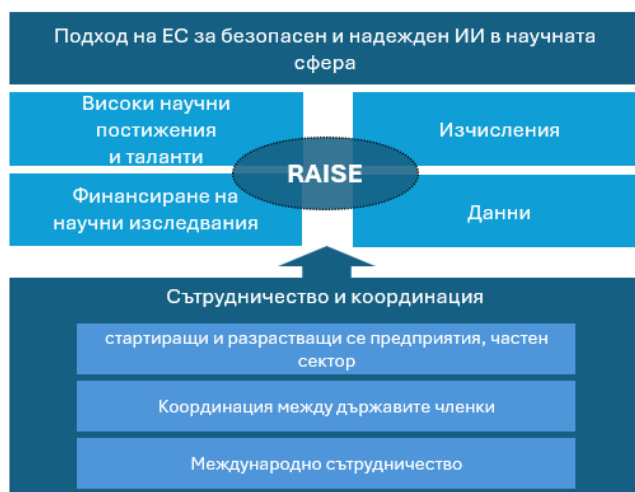 Подход на ЕС за безопасен и надежден ИИ в научната
сфера
Високи научни
постижения
и таланти
Изчисления
RAISE
Финансиране на
научни изследвания
Данни
Сътрудничество и координация
стартиращи и разрастващи се предприятия, частен
сектор
Координация между държавите членки
Международно сътрудничество